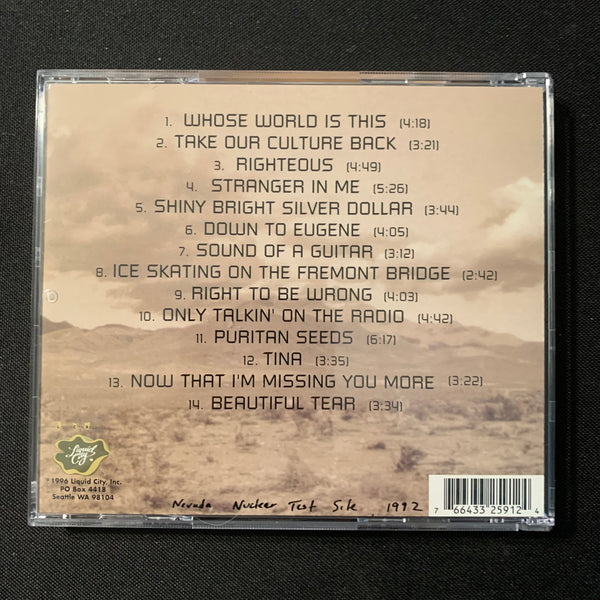 1. WHOSE WORLD IS THIS (4:18)
2. TAKE OUR CULTURE BACK (3:21)
3. RIGHTEOUS (4:49)
4. STRANGER IN ME (5:26)
5. SHINY BRIGHT SILVER DOLLAR (3:44)
6. DOWN TO EUGENE (4:05)
7. SOUND OF A GUITAR (3:12)
8. ICE SKATING ON THE FREMONT BRIDGE (2:42)
9. RIGHT TO BE WRONG (4:03)
10. ONLY TALKIN' ON THE RADIO (4:42)
11. PURITAN SEEDS (6:17)
12. TINA (3:35)
13. NOW THAT I'M MISSING YOU MORE (3:22)
14. BEAUTIFUL TEAR (3:34)
Liquid
City
©1996 Liquid City, Inc.
PO Box 4418
Seattle WA 98104
Nevada Nuclear Test Site, 1992
7 66433 25912 4